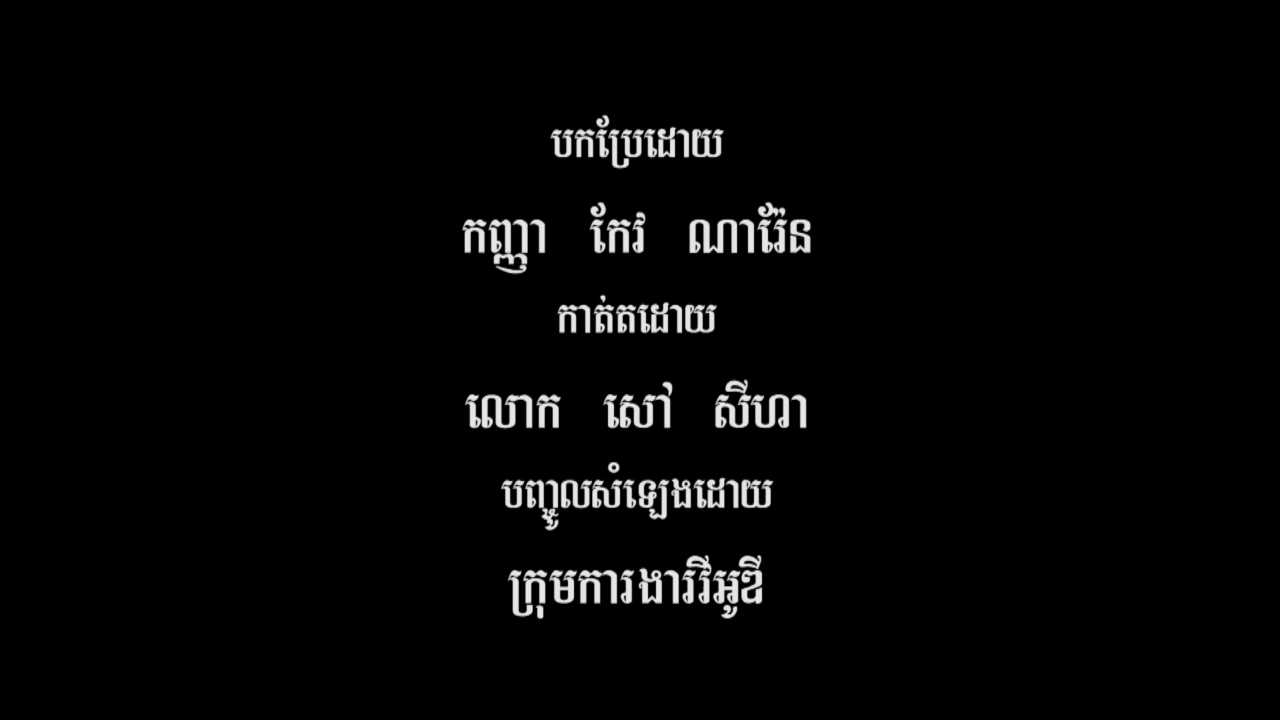 បកប្រែដោយ
កញ្ញា កែវ ណារ៉ែន
កាត់តដោយ
លោក សៅ សីហា
បញ្ចូលសំឡេងដោយ
ក្រុមការងារវីអូឌី